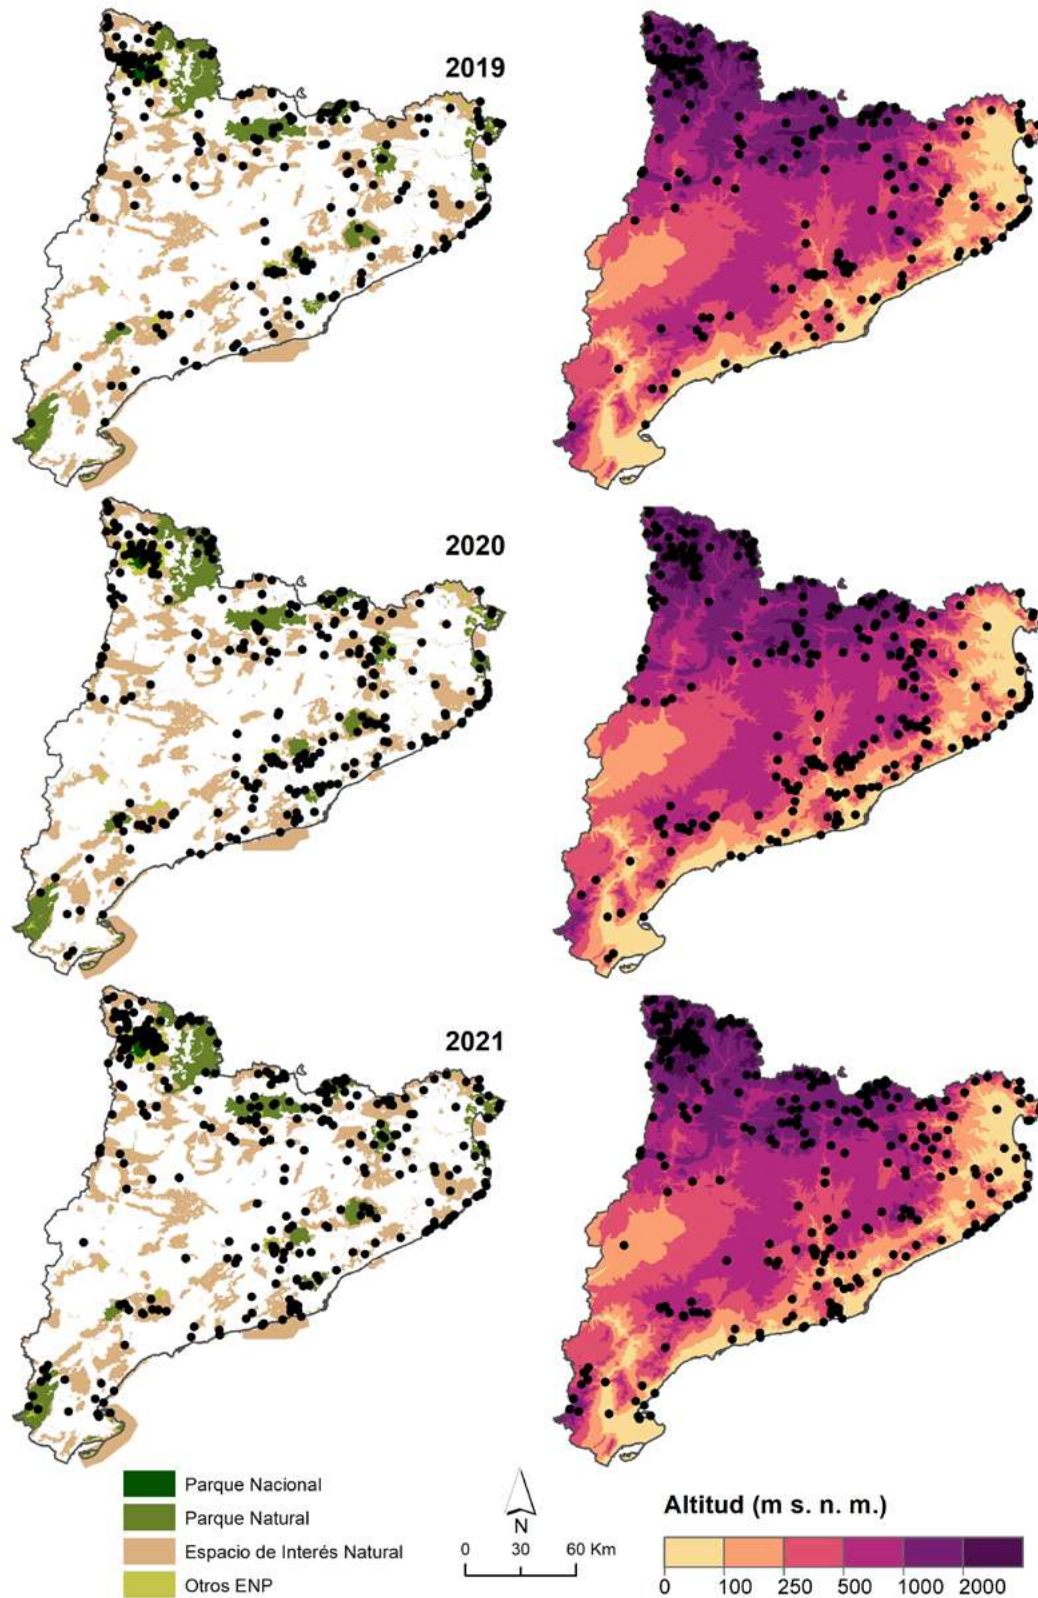 2019
2020
2021
Parque Nacional
Parque Natural
Espacio de Interés Natural
Otros ENP
N
0 30 60 Km
Altitud (m s. n. m.)
0 100 250 500 1000 2000